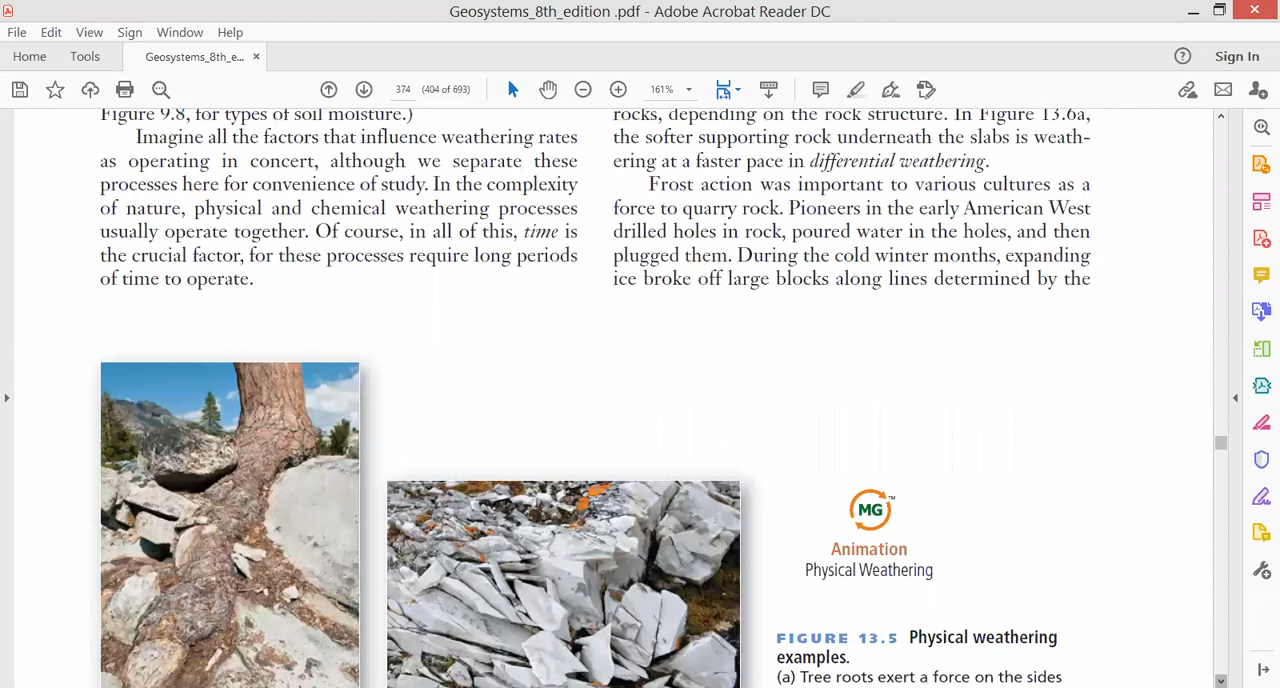 Geosystems_8th_edition .pdf - Adobe Acrobat Reader DC
File Edit View Sign Window Help
Home Tools Geosystems_8th_e... × Sign In
374 (404 of 693) 161%
Figure 9.8, for types of soil moisture.)
Imagine all the factors that influence weathering rates
as operating in concert, although we separate these
processes here for convenience of study. In the complexity
of nature, physical and chemical weathering processes
usually operate together. Of course, in all of this, time is
the crucial factor, for these processes require long periods
of time to operate.
rocks, depending on the rock structure. In Figure 13.6a,
the softer supporting rock underneath the slabs is weath-
ering at a faster pace in differential weathering.
Frost action was important to various cultures as a
force to quarry rock. Pioneers in the early American West
drilled holes in rock, poured water in the holes, and then
plugged them. During the cold winter months, expanding
ice broke off large blocks along lines determined by the
MG™
Animation
Physical Weathering
FIGURE 13.5 Physical weathering
examples.
(a) Tree roots exert a force on the sides